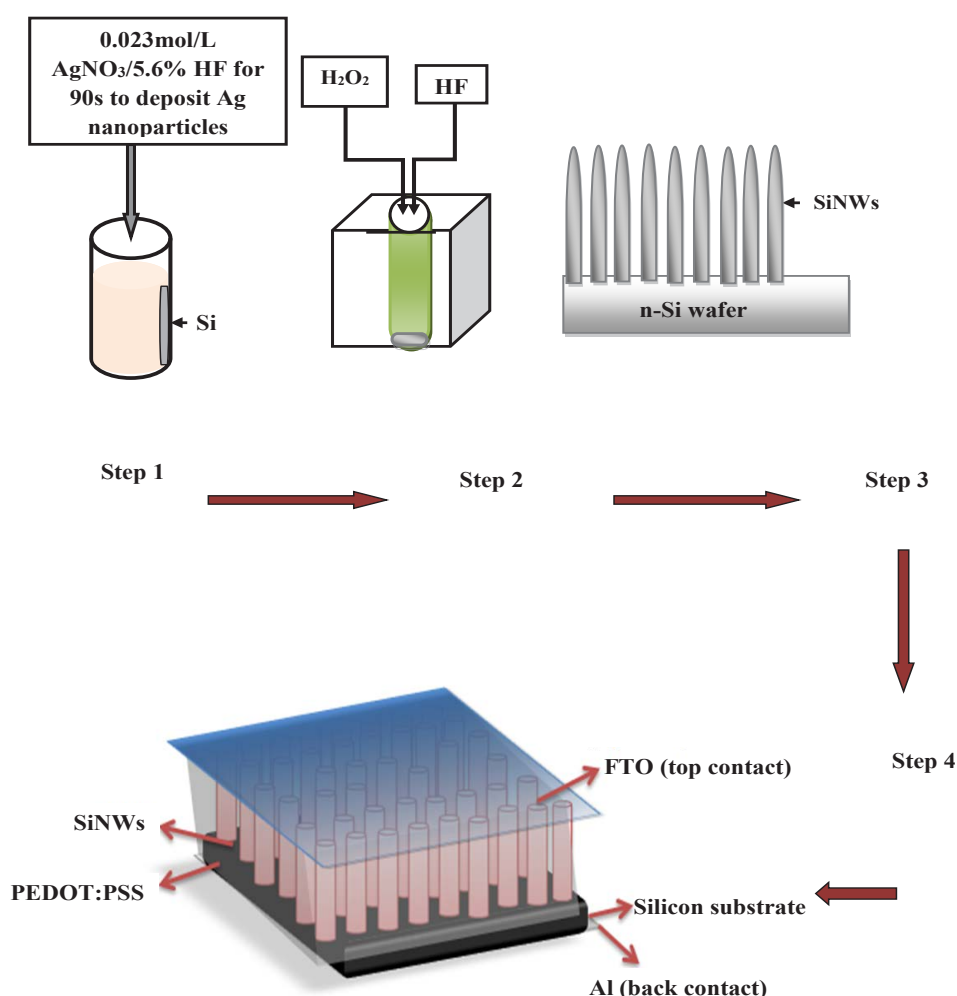 0.023mol/L
AgNO₃/5.6% HF for
90s to deposit Ag
nanoparticles
H₂O₂
HF
SiNWs
n-Si wafer
Si
Step 1
Step 2
Step 3
Step 4
FTO (top contact)
SiNWs
PEDOT:PSS
Silicon substrate
Al (back contact)